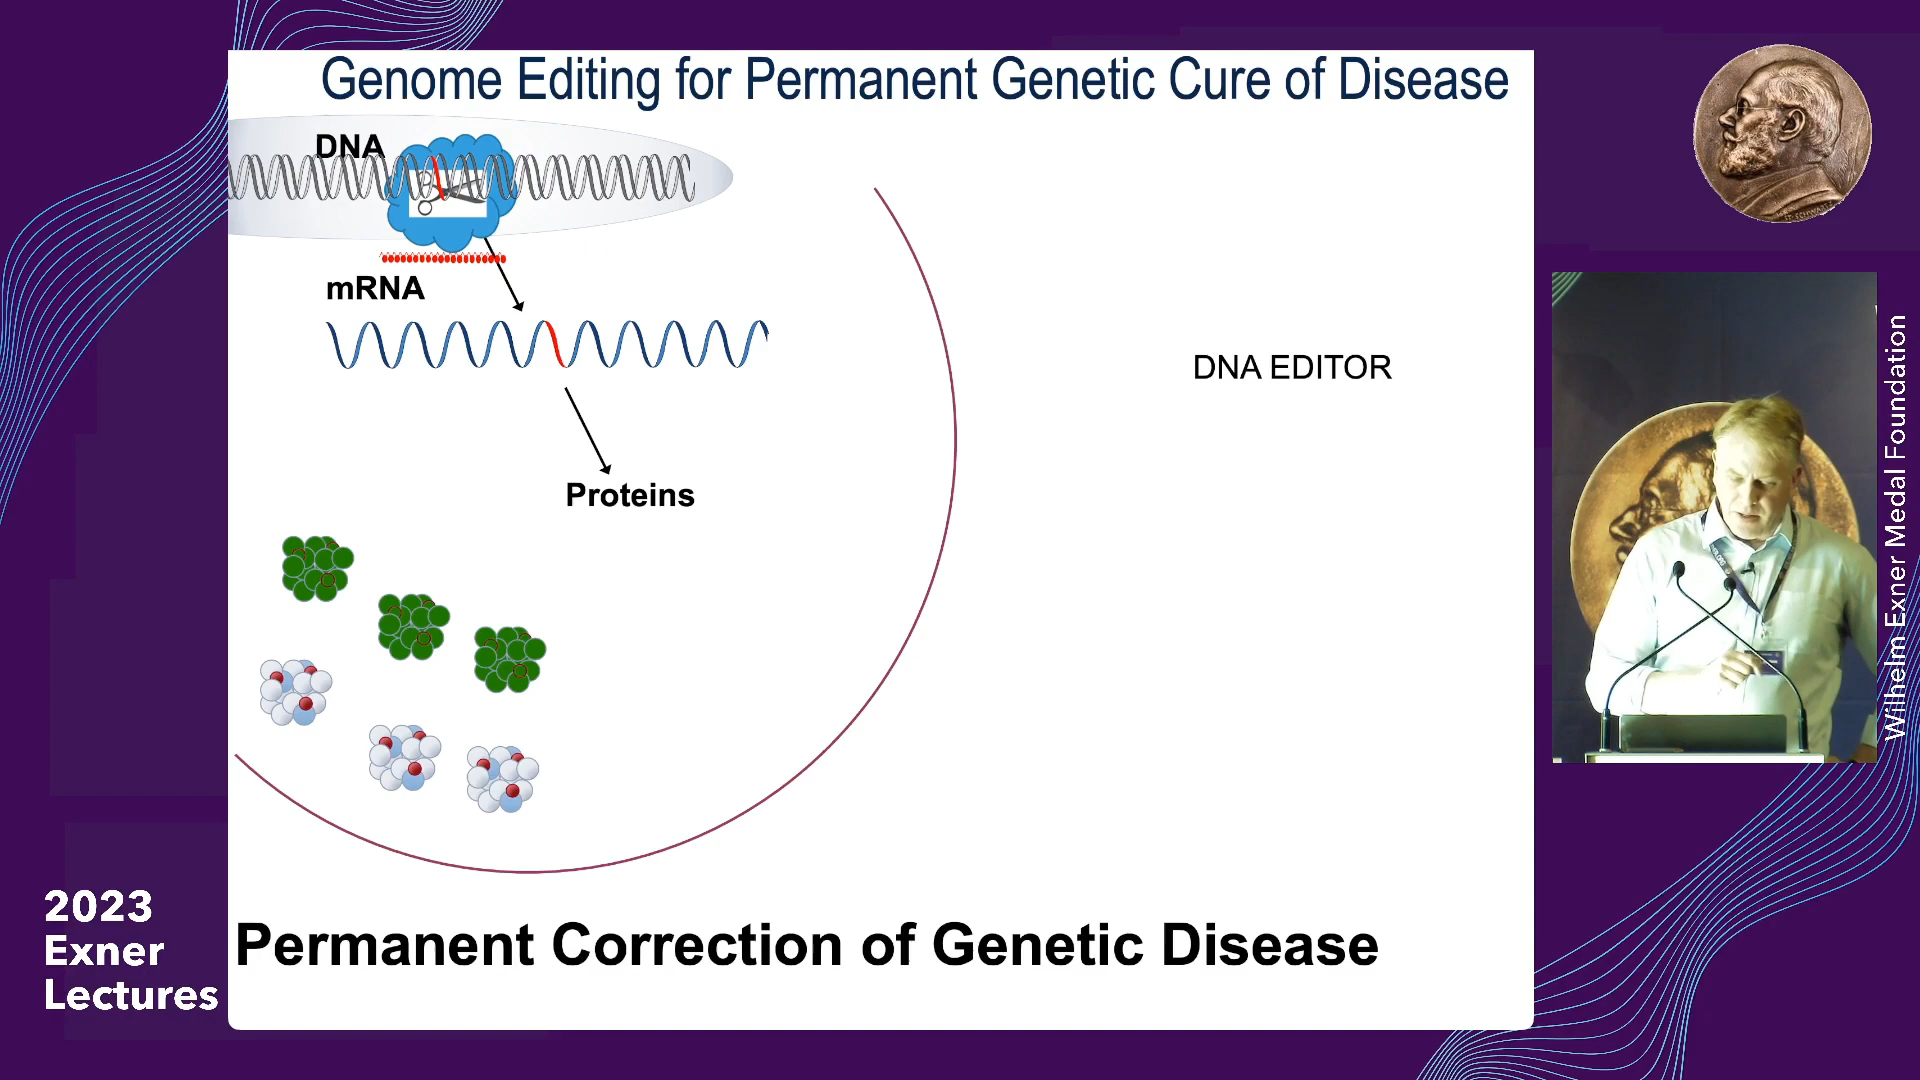 Genome Editing for Permanent Genetic Cure of Disease
DNA
mRNA
DNA EDITOR
Proteins
Permanent Correction of Genetic Disease
2023
Exner
Lectures
Wilhelm Exner Medal Foundation